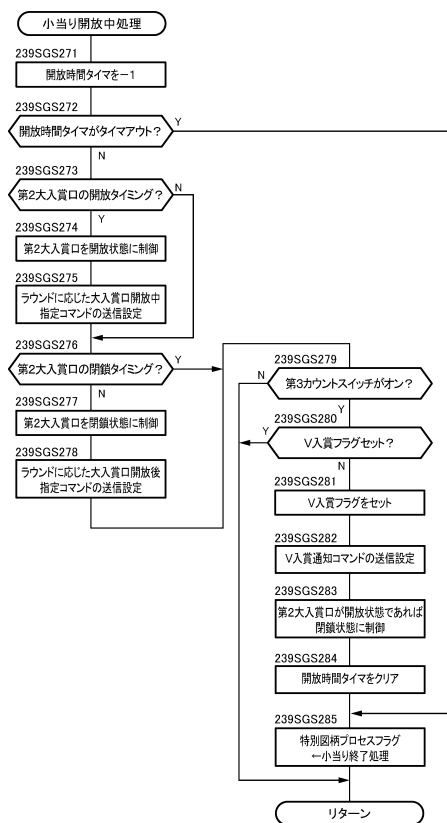 小当り開放中処理
239SGS271
開放時間タイマを－1
239SGS272
開放時間タイマがタイムアウト？
Y
N
239SGS273
第2大入賞口の開放タイミング？
N
Y
239SGS274
第2大入賞口を開放状態に制御
239SGS275
ラウンドに応じた大入賞口開放中
指定コマンドの送信設定
239SGS276
第2大入賞口の閉鎖タイミング？
Y
N
239SGS277
第2大入賞口を閉鎖状態に制御
239SGS278
ラウンドに応じた大入賞口開放後
指定コマンドの送信設定
239SGS279
N
第3カウントスイッチがオン？
Y
239SGS280
Y
V入賞フラグセット？
N
239SGS281
V入賞フラグをセット
239SGS282
V入賞通知コマンドの送信設定
239SGS283
第2大入賞口が開放状態であれば
閉鎖状態に制御
239SGS284
開放時間タイマをクリア
239SGS285
特別図柄プロセスフラグ
←小当り終了処理
リターン